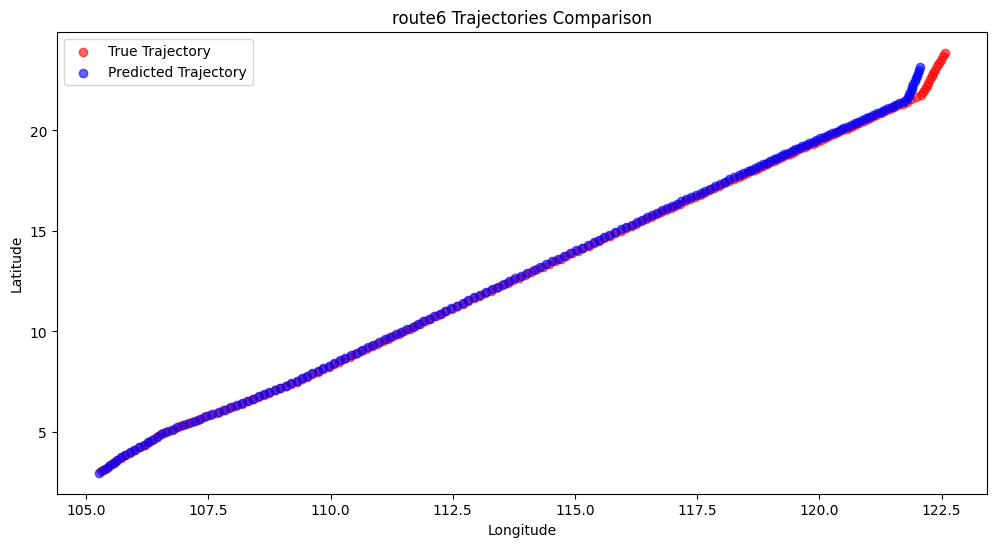 route6 Trajectories Comparison
True Trajectory
Predicted Trajectory
Latitude
20
15
10
5
105.0 107.5 110.0 112.5 115.0 117.5 120.0 122.5
Longitude